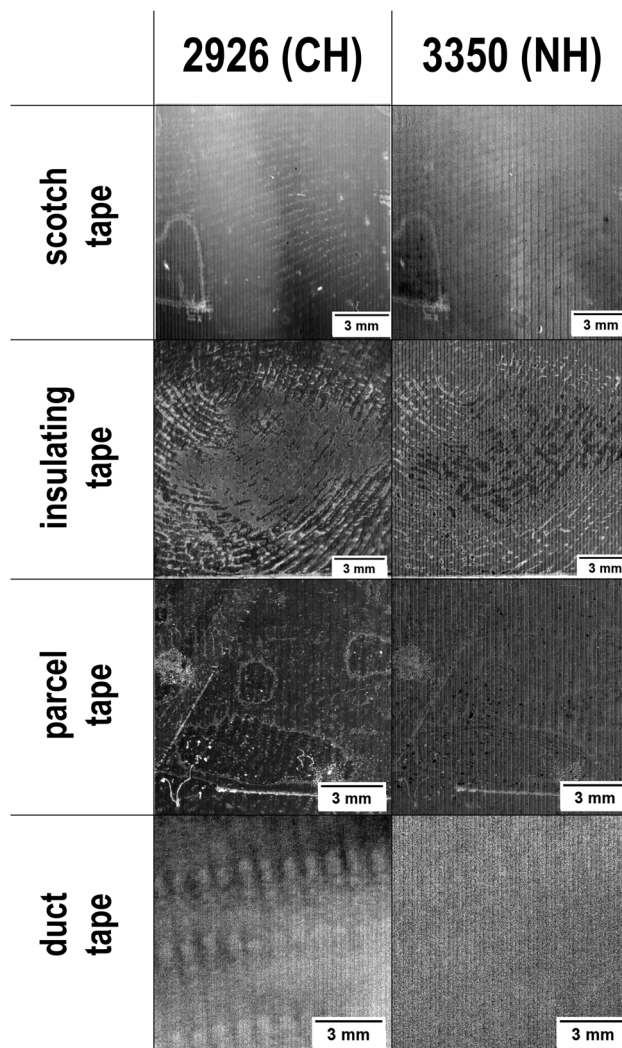 2926 (CH) 3350 (NH)
scotch
tape
3 mm 3 mm
insulating
tape
3 mm 3 mm
parcel
tape
3 mm 3 mm
duct
tape
3 mm 3 mm